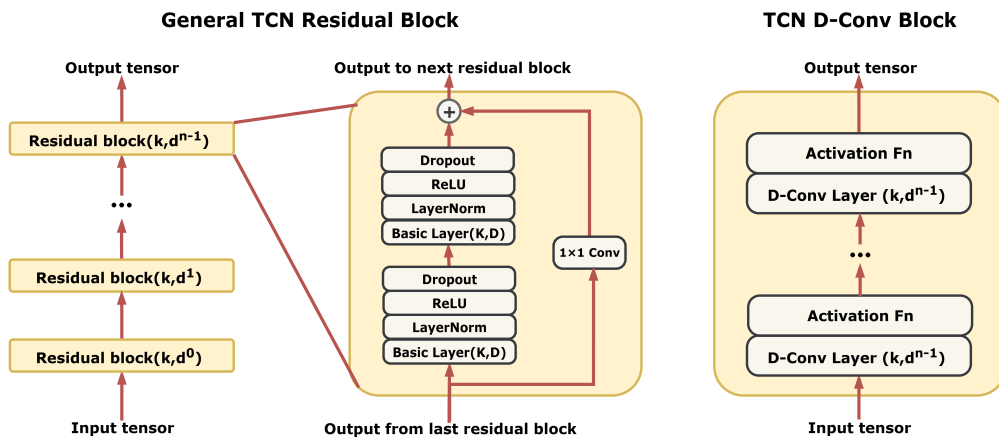 General TCN Residual Block
Output tensor
Residual block(k,dⁿ⁻¹)
...
Residual block(k,d¹)
Residual block(k,d⁰)
Input tensor
Output to next residual block
+
Dropout
ReLU
LayerNorm
Basic Layer(K,D)
Dropout
ReLU
LayerNorm
Basic Layer(K,D)
1×1 Conv
Output from last residual block
TCN D-Conv Block
Output tensor
Activation Fn
D-Conv Layer (k,dⁿ⁻¹)
...
Activation Fn
D-Conv Layer (k,dⁿ⁻¹)
Input tensor